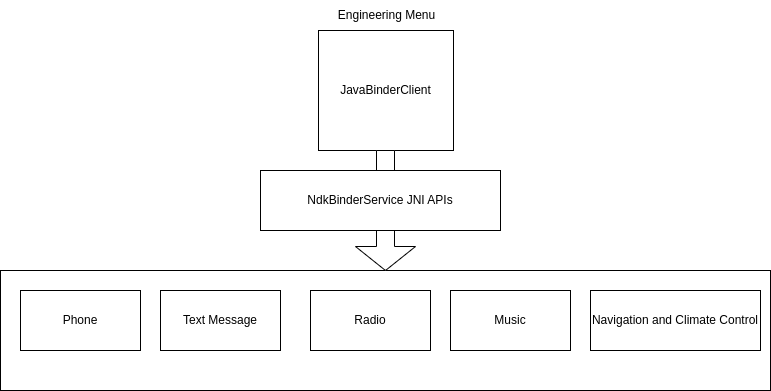 Engineering Menu
JavaBinderClient
NdkBinderService JNI APIs
Phone
Text Message
Radio
Music
Navigation and Climate Control